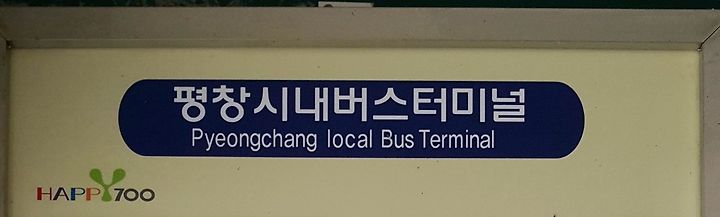 평창시내버스터미널
Pyeongchang local Bus Terminal
HAPPY700